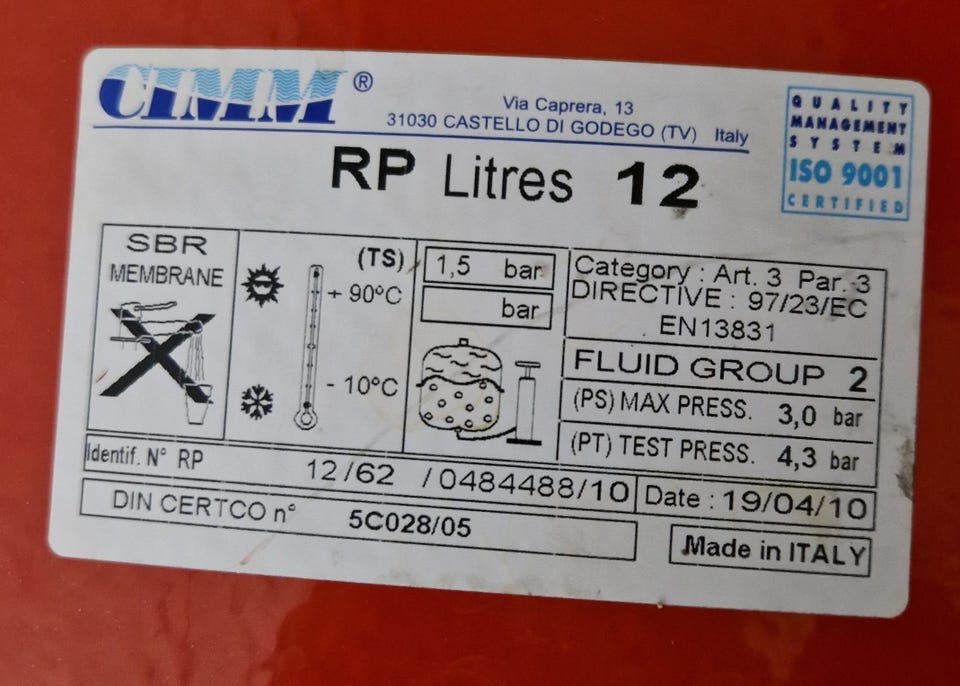 CIMM ®
Via Caprera, 13
31030 CASTELLO DI GODEGO (TV) Italy
QUALITY
MANAGEMENT
SYSTEM
ISO 9001
CERTIFIED
RP Litres 12
SBR
MEMBRANE
(TS)
+ 90ºC
- 10ºC
1,5 bar
bar
Category : Art. 3 Par. 3
DIRECTIVE : 97/23/EC
EN13831
FLUID GROUP 2
(PS) MAX PRESS. 3,0 bar
(PT) TEST PRESS. 4,3 bar
Identif. N° RP 12/62 /0484488/10
Date : 19/04/10
DIN CERTCO n° 5C028/05
Made in ITALY